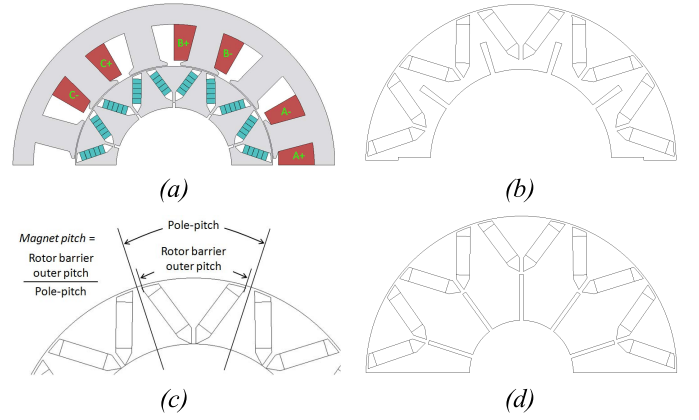 C-
C+
B+
B-
A-
A+
(a)
(b)
Magnet pitch =
Rotor barrier
outer pitch
Pole-pitch
Pole-pitch
Rotor barrier
outer pitch
(c)
(d)